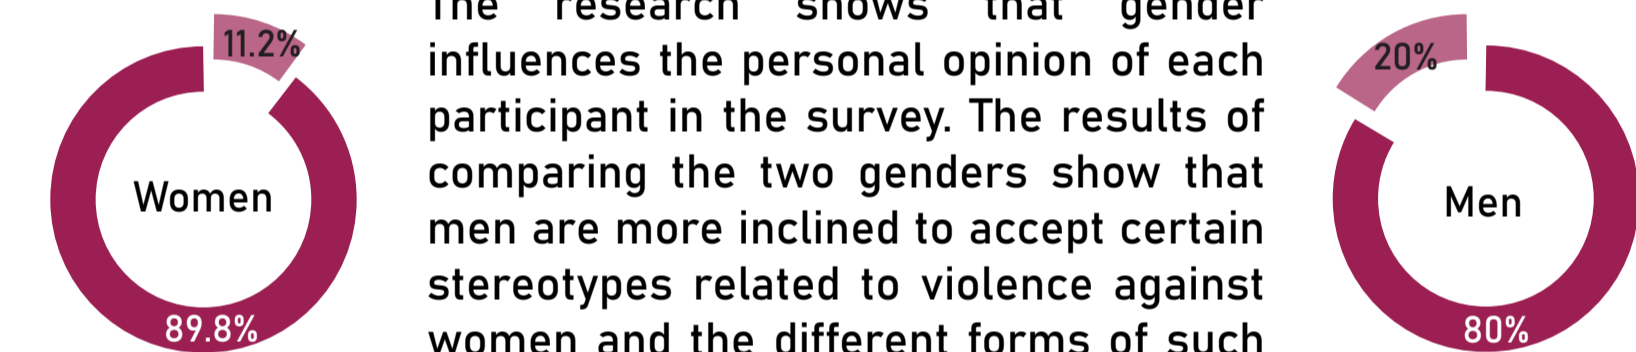 11.2%
Women
89.8%
The research shows that gender
influences the personal opinion of each
participant in the survey. The results of
comparing the two genders show that
men are more inclined to accept certain
stereotypes related to violence against
women and the different forms of such
20%
Men
80%